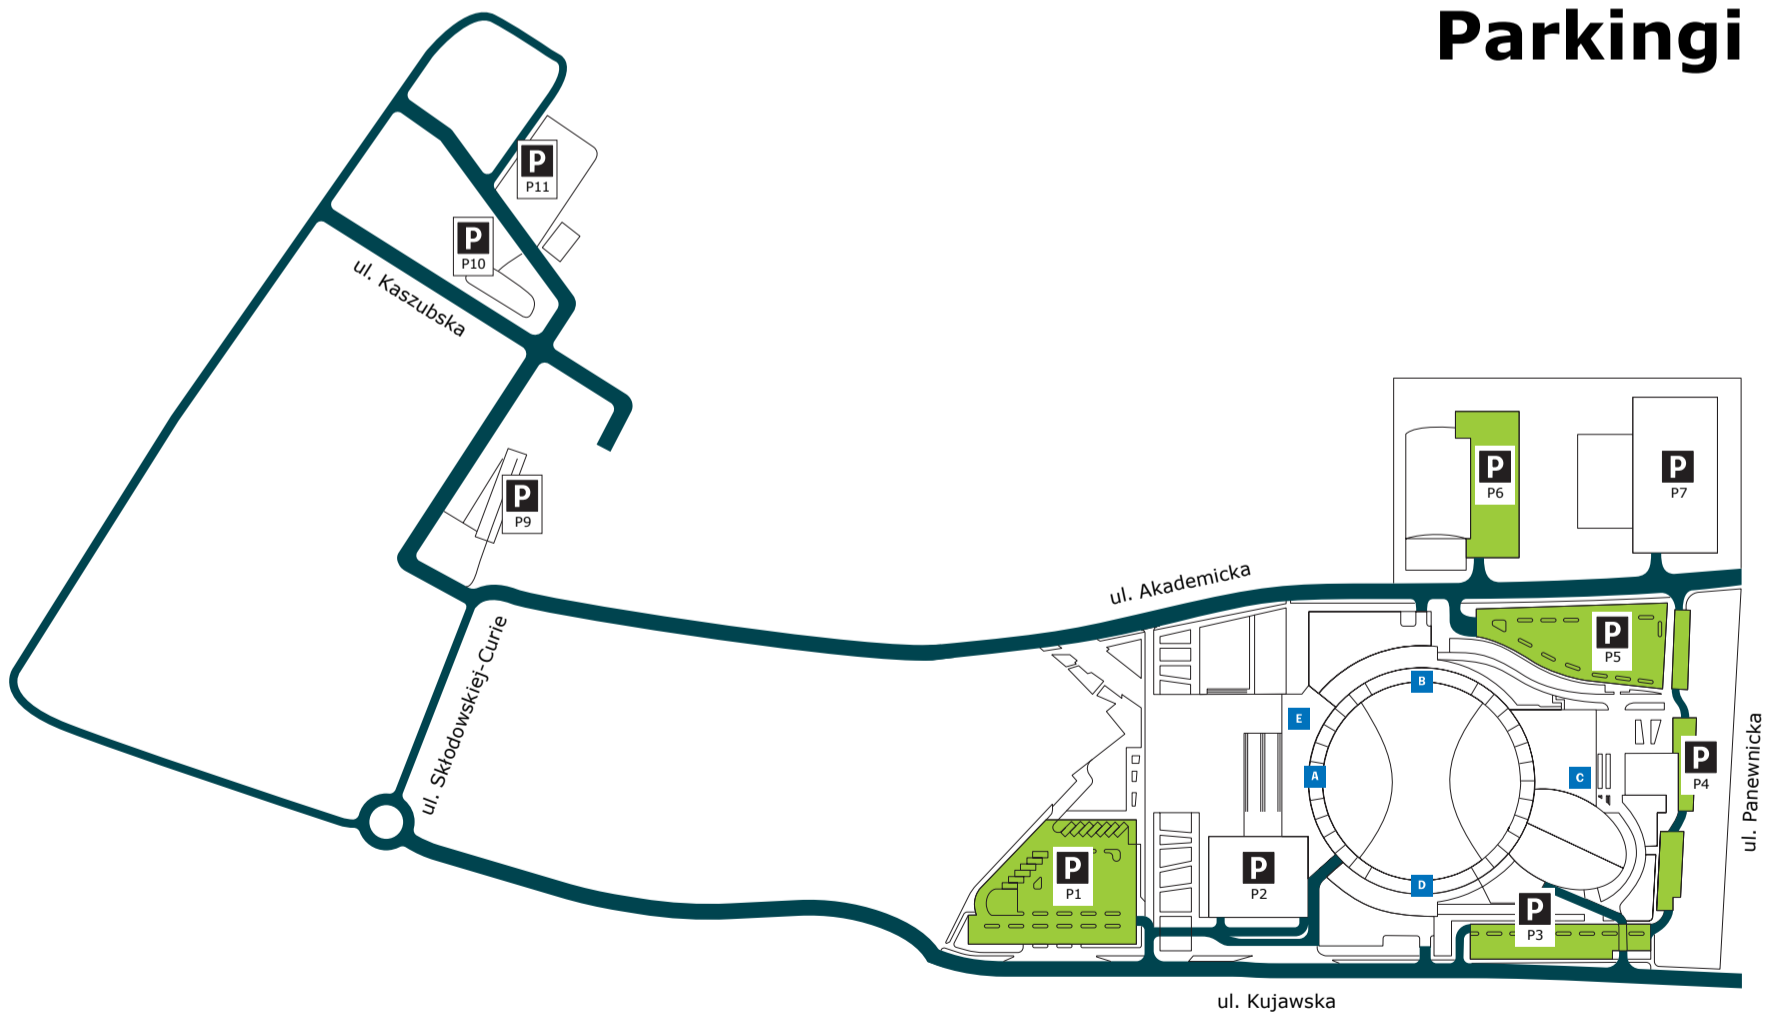 Parkingi
P
P11
P
P10
ul. Kaszubska
P
P9
ul. Skłodowskiej-Curie
ul. Akademicka
P
P6
P
P7
P
P5
B
E
A
C
P
P4
ul. Panewnicka
P
P1
P
P2
D
P
P3
ul. Kujawska